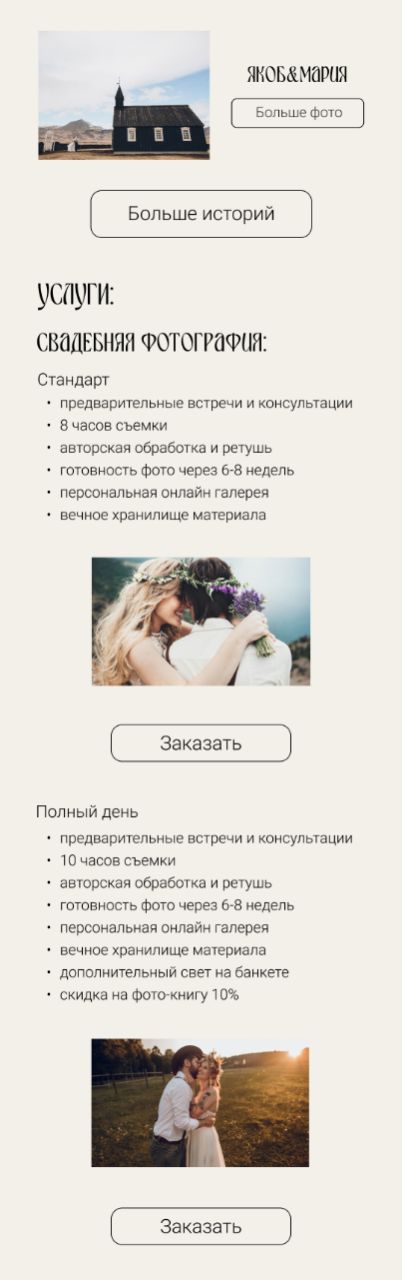 ЯКОБ&МАРИЯ
Больше фото
Больше историй
УСЛУГИ:
СВАДЕБНЯЯ ФОТОГРАФИЯ:
Стандарт
• предварительные встречи и консультации
• 8 часов съемки
• авторская обработка и ретушь
• готовность фото через 6-8 недель
• персональная онлайн галерея
• вечное хранилище материала
Заказать
Полный день
• предварительные встречи и консультации
• 10 часов съемки
• авторская обработка и ретушь
• готовность фото через 6-8 недель
• персональная онлайн галерея
• вечное хранилище материала
• дополнительный свет на банкете
• скидка на фото-книгу 10%
Заказать